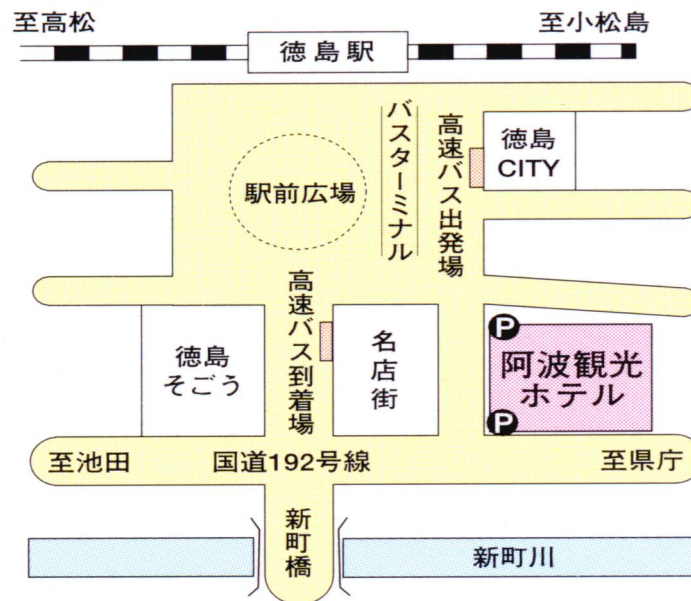 至高松
至小松島
徳島駅
バスターミナル
高速バス出発場
徳島
CITY
駅前広場
高速バス到着場
徳島
そごう
名店街
P
阿波観光
ホテル
P
至池田
国道192号線
至県庁
新町橋
新町川